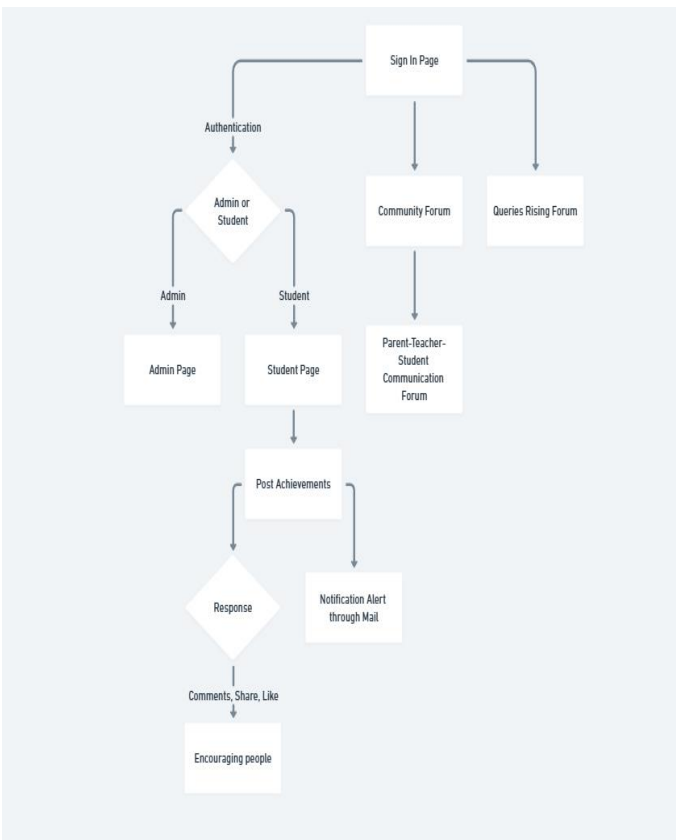 Sign In Page
Authentication
Admin or
Student
Community Forum
Queries Rising Forum
Admin
Student
Admin Page
Student Page
Parent-Teacher-
Student
Communication
Forum
Post Achievements
Response
Notification Alert
through Mail
Comments, Share, Like
Encouraging people